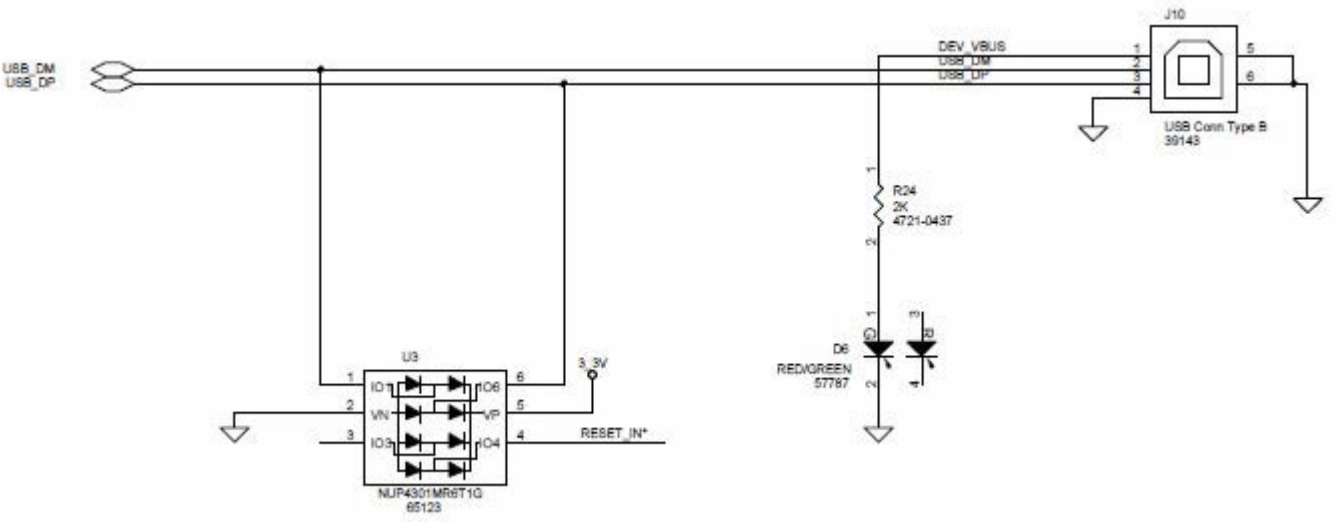 J10
DEV_VBUS
USB_DM
USB_DP
USB_DM
USB_DP
1
2
3
4
5
6
USB Conn Type B
39143
1
R24
2K
4721-0437
2
1
3
G
R
D6
RED/GREEN
57787
2
4
U3
3_3V
1
IO1
IO6
6
2
VN
VP
5
3
IO3
IO4
4
RESET_IN*
NUP4301MR6T1G
65123